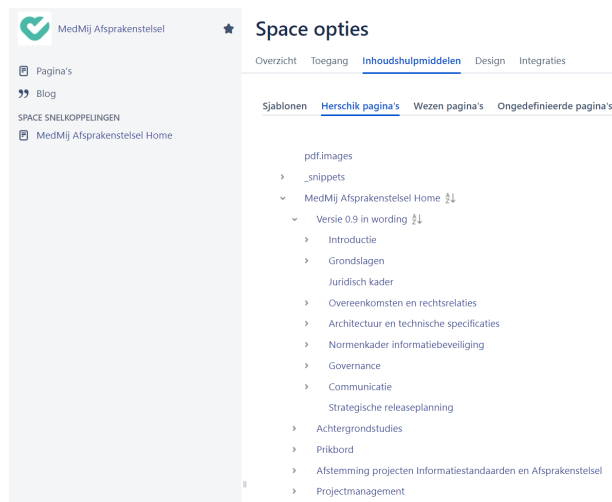 MedMij Afsprakenstelsel
Pagina's
Blog
SPACE SNELKOPPELINGEN
MedMij Afsprakenstelsel Home
Space opties
Overzicht Toegang Inhoudshulpmiddelen Design Integraties
Sjablonen Herschik pagina's Wezen pagina's Ongedefinieerde pagina's
pdf.images
_snippets
MedMij Afsprakenstelsel Home
Versie 0.9 in wording
Introductie
Grondslagen
Juridisch kader
Overeenkomsten en rechtsrelaties
Architectuur en technische specificaties
Normenkader informatiebeveiliging
Governance
Communicatie
Strategische releaseplanning
Achtergrondstudies
Prikbord
Afstemming projecten Informatiestandaarden en Afsprakenstelsel
Projectmanagement